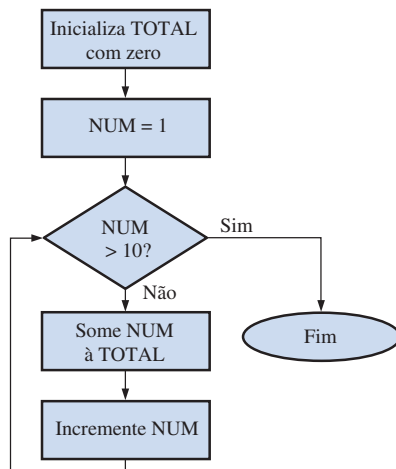 Inicializa TOTAL
com zero
NUM = 1
NUM
> 10?
Sim
Não
Some NUM
à TOTAL
Fim
Incremente NUM